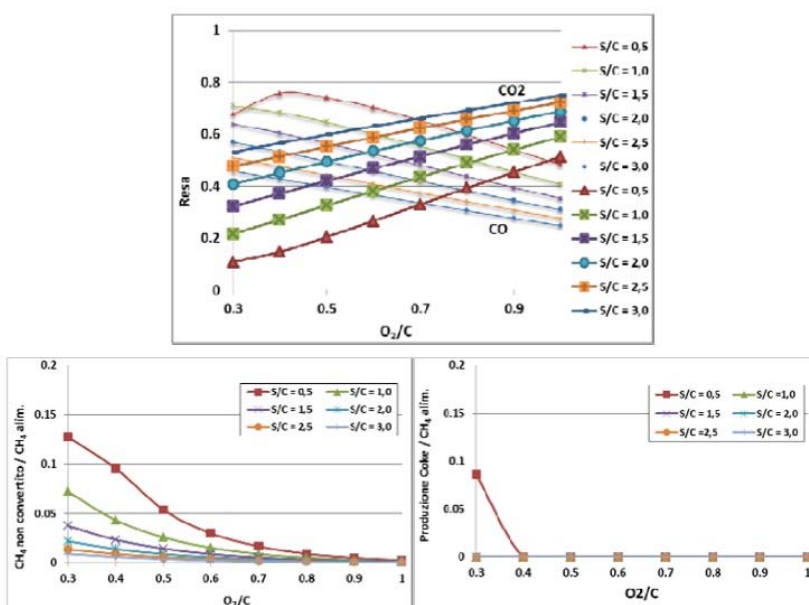 1
0.8
0.6
0.4
0.2
0
Resa
0.3
0.5
0.7
0.9
O₂/C
CO2
CO
S/C = 0,5
S/C = 1,0
S/C = 1,5
S/C = 2,0
S/C = 2,5
S/C = 3,0
S/C = 0,5
S/C = 1,0
S/C = 1,5
S/C = 2,0
S/C = 2,5
S/C = 3,0
CH₄ non convertito / CH₄ alim.
0.2
0.15
0.1
0.05
0
S/C = 0,5
S/C = 1,0
S/C = 1,5
S/C = 2,0
S/C = 2,5
S/C = 3,0
0.3 0.4 0.5 0.6 0.7 0.8 0.9 1
O₂/C
Produzione Coke / CH₄ alim.
0.2
0.15
0.1
0.05
0
S/C = 0,5
S/C =1,0
S/C = 1,5
S/C = 2,0
S/C =2,5
S/C = 3,0
0.3 0.4 0.5 0.6 0.7 0.8 0.9 1
O2/C